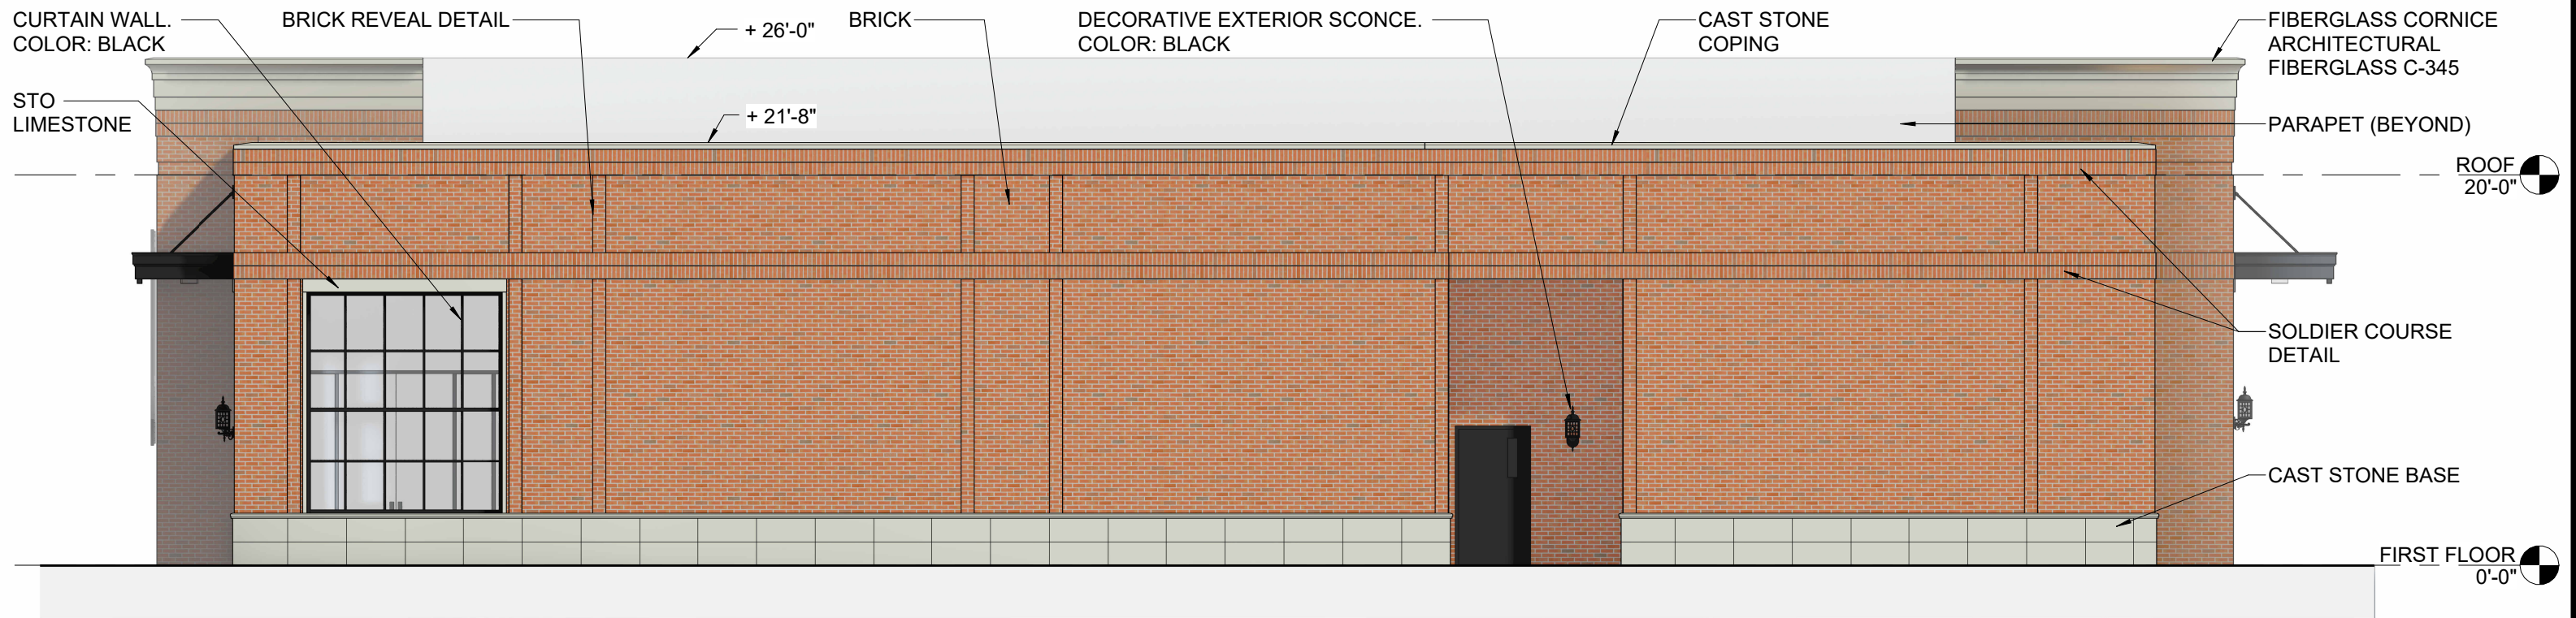 CURTAIN WALL.
COLOR: BLACK
BRICK REVEAL DETAIL
+ 26'-0"
BRICK
DECORATIVE EXTERIOR SCONCE.
COLOR: BLACK
CAST STONE
COPING
FIBERGLASS CORNICE
ARCHITECTURAL
FIBERGLASS C-345
STO
LIMESTONE
+ 21'-8"
PARAPET (BEYOND)
ROOF
20'-0"
SOLDIER COURSE
DETAIL
CAST STONE BASE
FIRST FLOOR
0'-0"